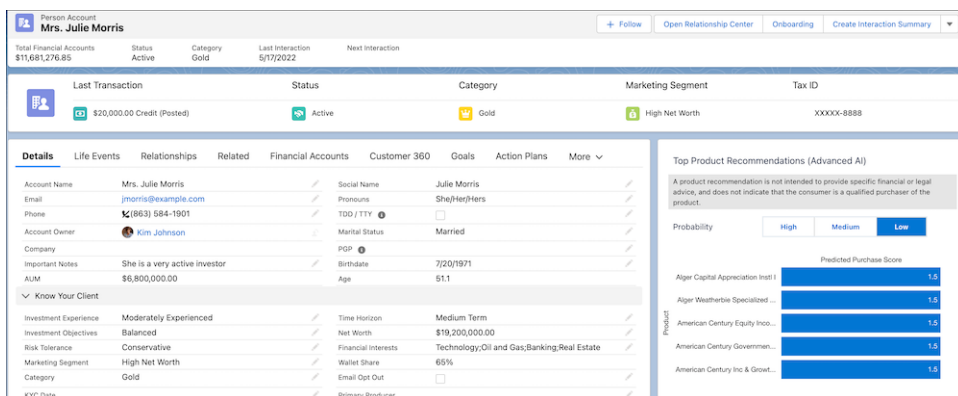 Person Account
Mrs. Julie Morris
+ Follow Open Relationship Center Onboarding Create Interaction Summary
Total Financial Accounts Status Category Last Interaction Next Interaction
$11,681,276.85 Active Gold 5/17/2022
Last Transaction Status Category Marketing Segment Tax ID
$20,000.00 Credit (Posted) Active Gold High Net Worth XXXXX-8888
Details Life Events Relationships Related Financial Accounts Customer 360 Goals Action Plans More
Account Name Mrs. Julie Morris Social Name Julie Morris
Email jmorris@example.com Pronouns She/Her/Hers
Phone (863) 584-1901 TDD / TTY
Account Owner Kim Johnson Marital Status Married
Company PGP
Important Notes She is a very active investor Birthdate 7/20/1971
AUM $6,800,000.00 Age 51.1
Know Your Client
Investment Experience Moderately Experienced Time Horizon Medium Term
Investment Objectives Balanced Net Worth $19,200,000.00
Risk Tolerance Conservative Financial Interests Technology;Oil and Gas;Banking;Real Estate
Marketing Segment High Net Worth Wallet Share 65%
Category Gold Email Opt Out
KYC Date Primary Producer
Top Product Recommendations (Advanced AI)
A product recommendation is not intended to provide specific financial or legal
advice, and does not indicate that the consumer is a qualified purchaser of the
product.
Probability High Medium Low
Predicted Purchase Score
Product
Alger Capital Appreciation Instl I 1.5
Alger Weatherbie Specialized ... 1.5
American Century Equity Inco... 1.5
American Century Governmen... 1.5
American Century Inc & Growt... 1.5